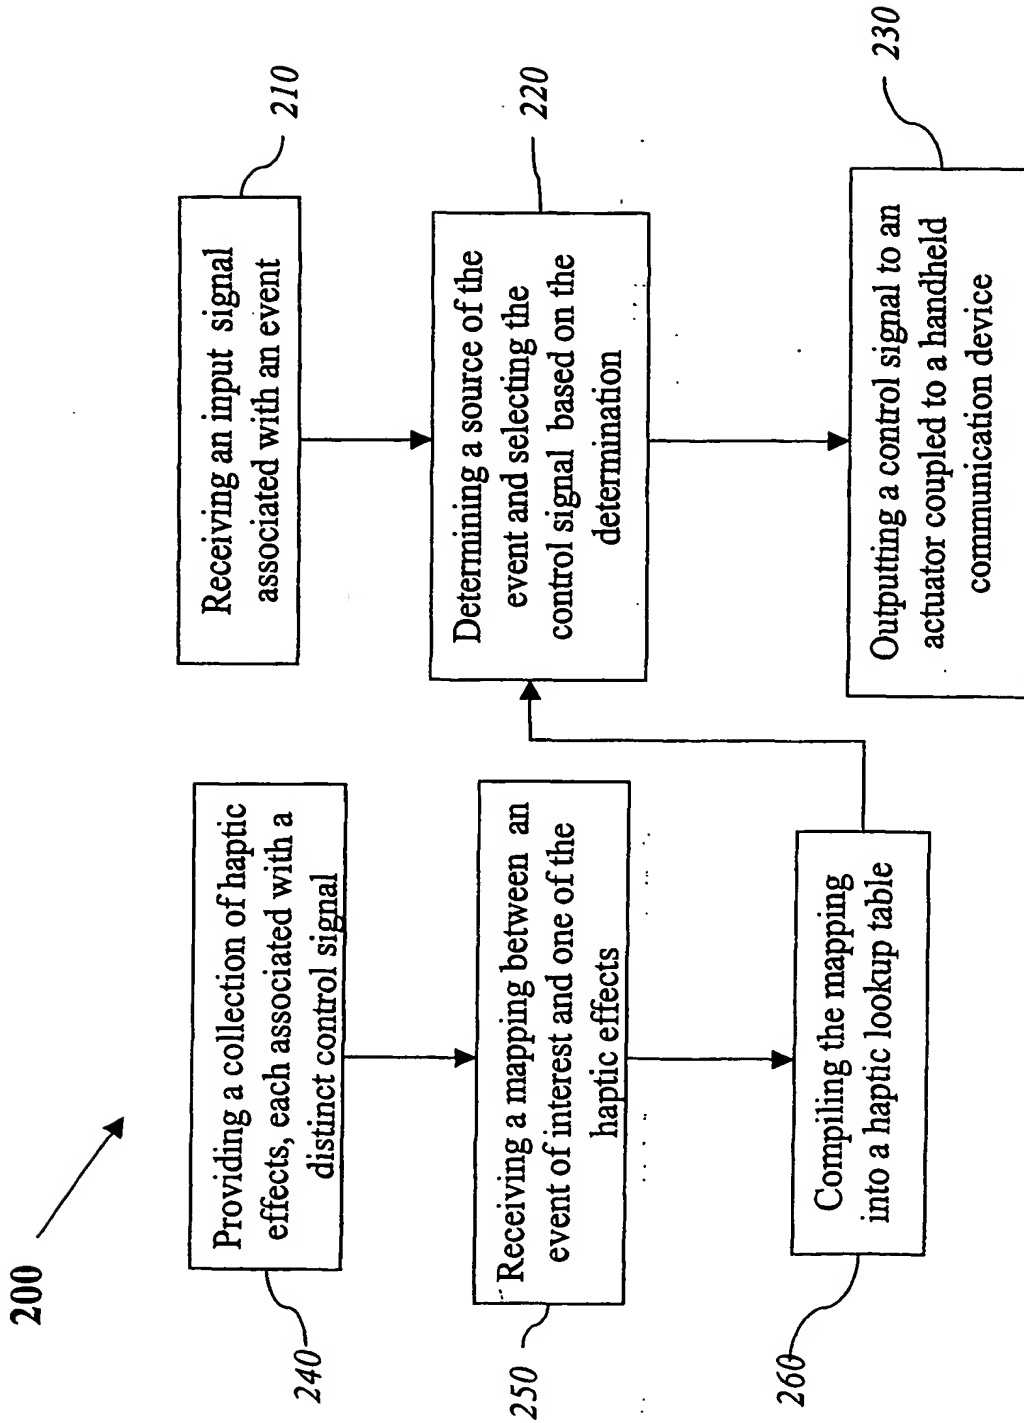 200
Providing a collection of haptic
effects, each associated with a
distinct control signal
240
Receiving a mapping between an
event of interest and one of the
haptic effects
250
Compiling the mapping
into a haptic lookup table
260
Receiving an input signal
associated with an event
210
Determining a source of the
event and selecting the
control signal based on the
determination
220
Outputting a control signal to an
actuator coupled to a handheld
communication device
230